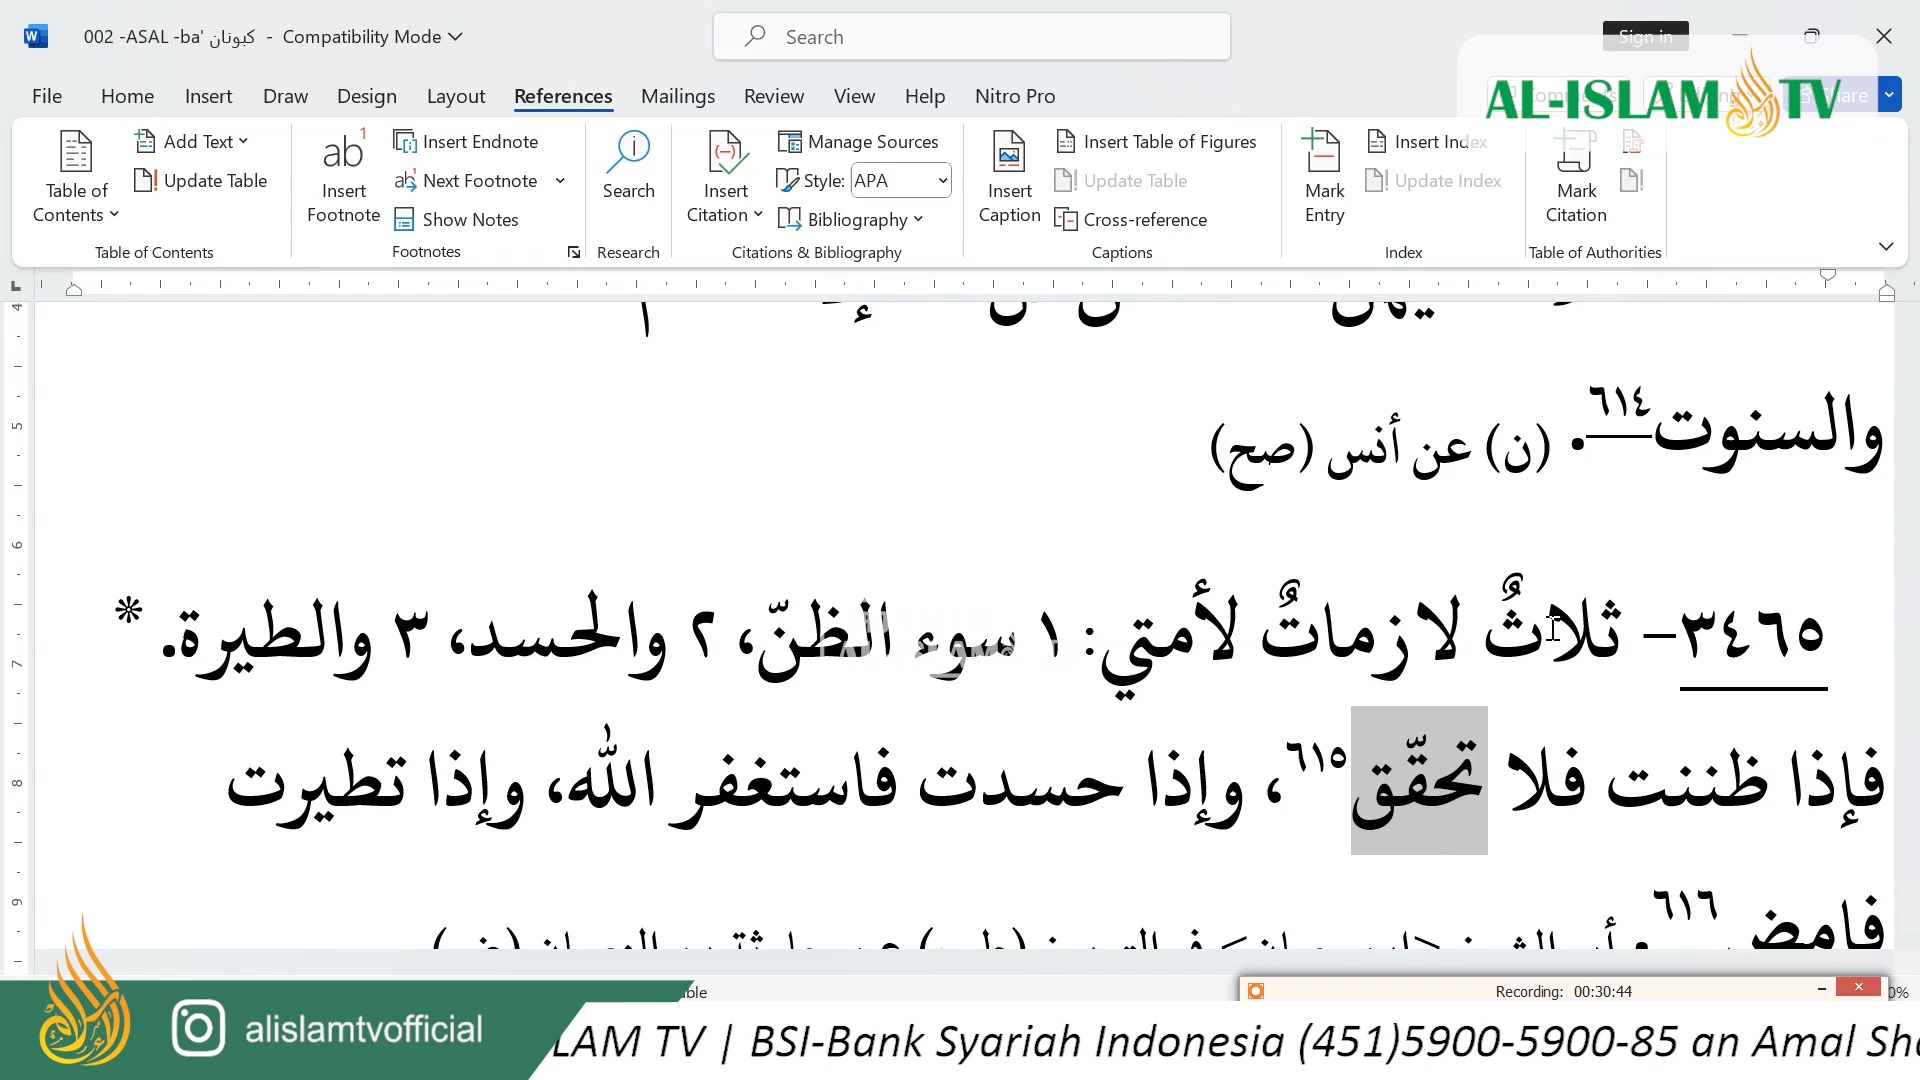 002 -ASAL -ba' كبونان - Compatibility Mode
Search
Sign in
File Home Insert Draw Design Layout References Mailings Review View Help Nitro Pro
Share
AL-ISLAM TV
Table of Contents
Add Text
Update Table
Table of Contents
ab
Insert Footnote
Insert Endnote
Next Footnote
Show Notes
Footnotes
Search
Research
Insert Citation
Manage Sources
Style: APA
Bibliography
Citations & Bibliography
Insert Caption
Insert Table of Figures
Update Table
Cross-reference
Captions
Mark Entry
Insert Index
Update Index
Index
Mark Citation
Table of Authorities
والسنوت٦١٤. (ن) عن أنس (صح)
٣٤٦٥- ثلاثٌ لازماتٌ لأمتي: ١ سوء الظنّ، ٢ والحسد، ٣ والطيرة. *
فإذا ظننت فلا تحقّق٦١٥، وإذا حسدت فاستغفر الله، وإذا تطيرت
فامض٦١٦.
Recording: 00:30:44
0%
alislamtvofficial
LAM TV | BSI-Bank Syariah Indonesia (451)5900-5900-85 an Amal